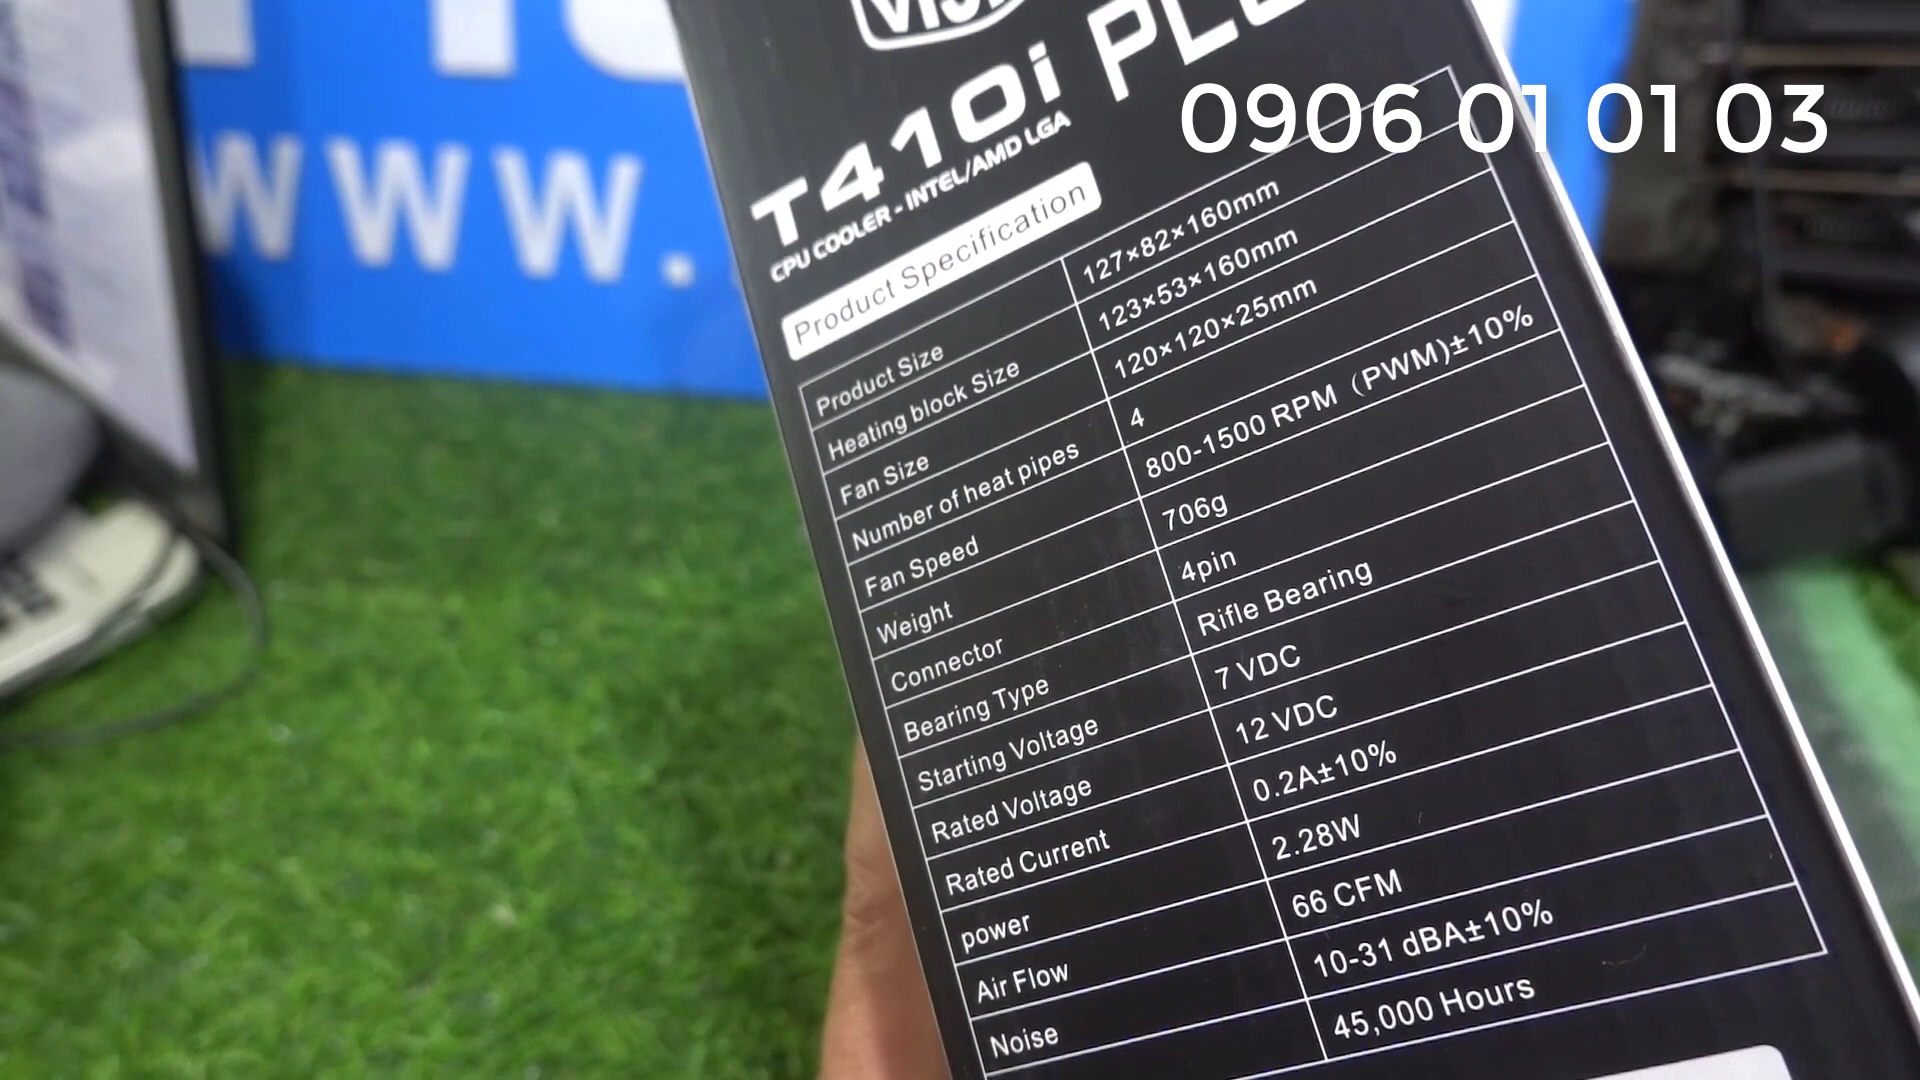 WWW.
T410i
CPU COOLER - INTEL/AMD LGA
0906 01 01 03
Product Specification
Product Size 127×82×160mm
Heating block Size 123×53×160mm
Fan Size 120×120×25mm
Number of heat pipes 4
Fan Speed 800-1500 RPM (PWM)±10%
Weight 706g
Connector 4pin
Bearing Type Rifle Bearing
Starting Voltage 7 VDC
Rated Voltage 12 VDC
Rated Current 0.2A±10%
power 2.28W
Air Flow 66 CFM
Noise 10-31 dBA±10%
45,000 Hours